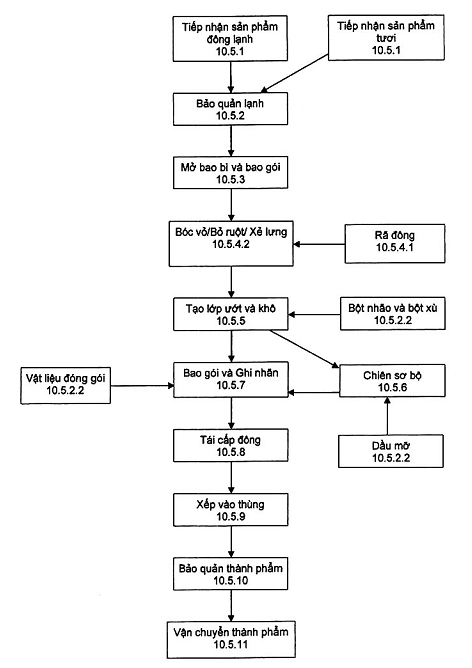 Tiếp nhận sản phẩm
đông lạnh
10.5.1
Tiếp nhận sản phẩm
tươi
10.5.1
Bảo quản lạnh
10.5.2
Mở bao bì và bao gói
10.5.3
Bóc vỏ/Bỏ ruột/ Xẻ lưng
10.5.4.2
Rã đông
10.5.4.1
Tạo lớp ướt và khô
10.5.5
Bột nhão và bột xù
10.5.2.2
Vật liệu đóng gói
10.5.2.2
Bao gói và Ghi nhãn
10.5.7
Chiên sơ bộ
10.5.6
Tái cấp đông
10.5.8
Dầu mỡ
10.5.2.2
Xếp vào thùng
10.5.9
Bảo quản thành phẩm
10.5.10
Vận chuyển thành phẩm
10.5.11